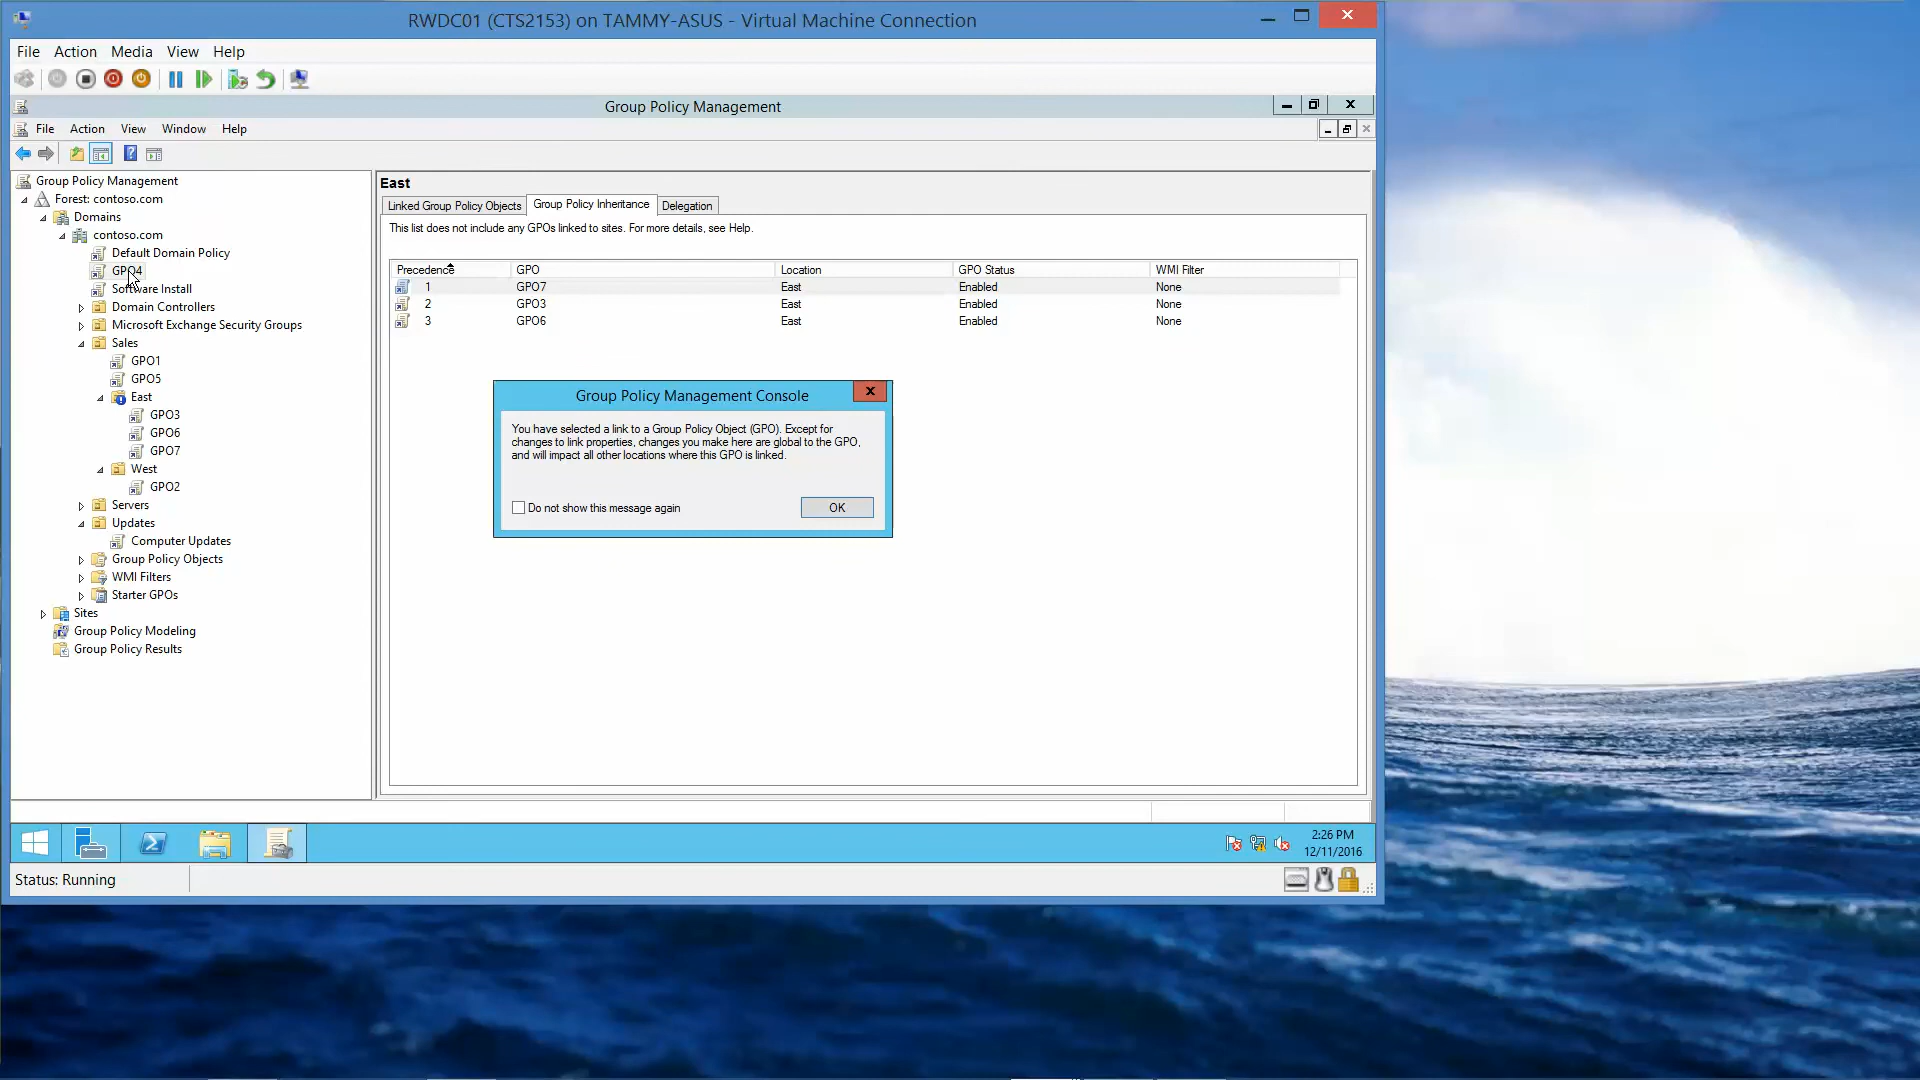 RWDC01 (CTS2153) on TAMMY-ASUS - Virtual Machine Connection
File Action Media View Help
Group Policy Management
File Action View Window Help
Group Policy Management
Forest: contoso.com
Domains
contoso.com
Default Domain Policy
GPO4
Software Install
Domain Controllers
Microsoft Exchange Security Groups
Sales
GPO1
GPO5
East
GPO3
GPO6
GPO7
West
GPO2
Servers
Updates
Computer Updates
Group Policy Objects
WMI Filters
Starter GPOs
Sites
Group Policy Modeling
Group Policy Results
East
Linked Group Policy Objects Group Policy Inheritance Delegation
This list does not include any GPOs linked to sites. For more details, see Help.
Precedence GPO Location GPO Status WMI Filter
1 GPO7 East Enabled None
2 GPO3 East Enabled None
3 GPO6 East Enabled None
Group Policy Management Console
You have selected a link to a Group Policy Object (GPO). Except for
changes to link properties, changes you make here are global to the GPO,
and will impact all other locations where this GPO is linked.
Do not show this message again OK
2:26 PM
12/11/2016
Status: Running